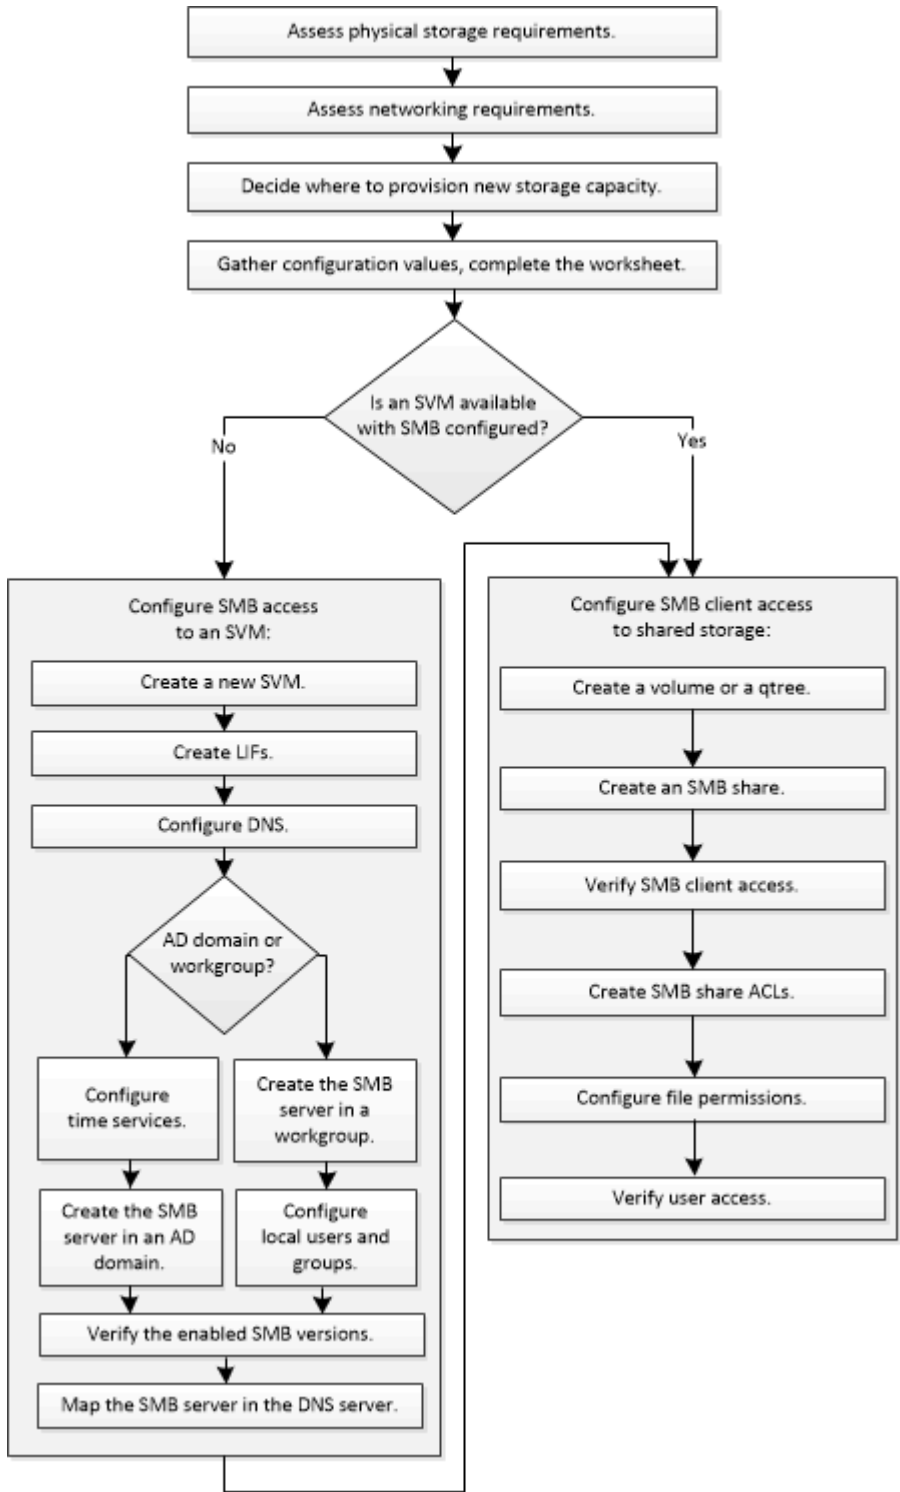 Assess physical storage requirements.
Assess networking requirements.
Decide where to provision new storage capacity.
Gather configuration values, complete the worksheet.
Is an SVM available
with SMB configured?
No
Yes
Configure SMB access
to an SVM:
Create a new SVM.
Create LIFs.
Configure DNS.
AD domain or
workgroup?
Configure
time services.
Create the SMB
server in a
workgroup.
Create the SMB
server in an AD
domain.
Configure
local users and
groups.
Verify the enabled SMB versions.
Map the SMB server in the DNS server.
Configure SMB client access
to shared storage:
Create a volume or a qtree.
Create an SMB share.
Verify SMB client access.
Create SMB share ACLs.
Configure file permissions.
Verify user access.